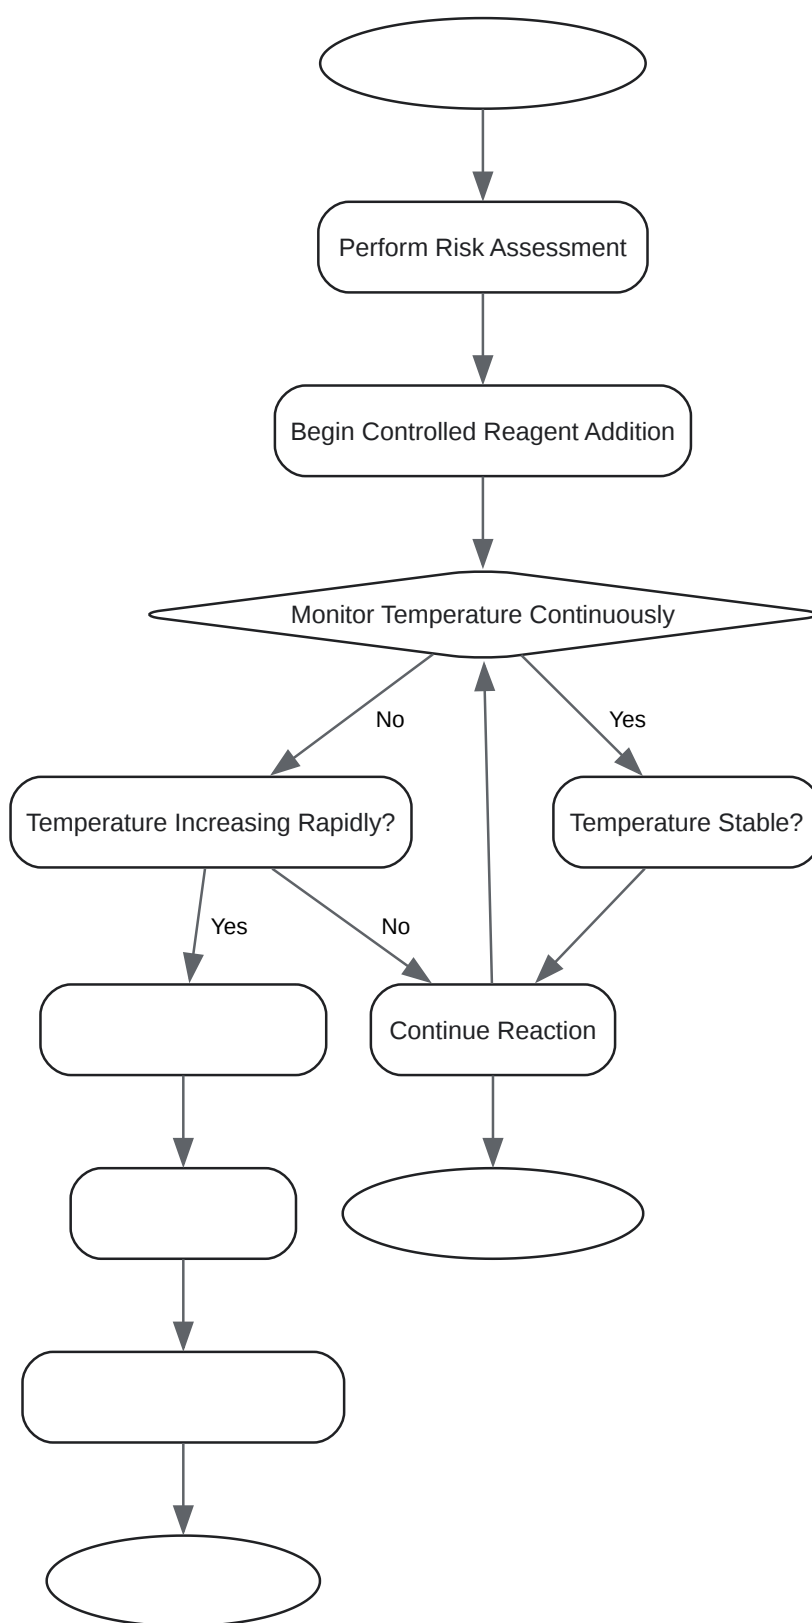 Perform Risk Assessment
Begin Controlled Reagent Addition
Monitor Temperature Continuously
No
Yes
Temperature Increasing Rapidly?
Temperature Stable?
Yes
No
Continue Reaction